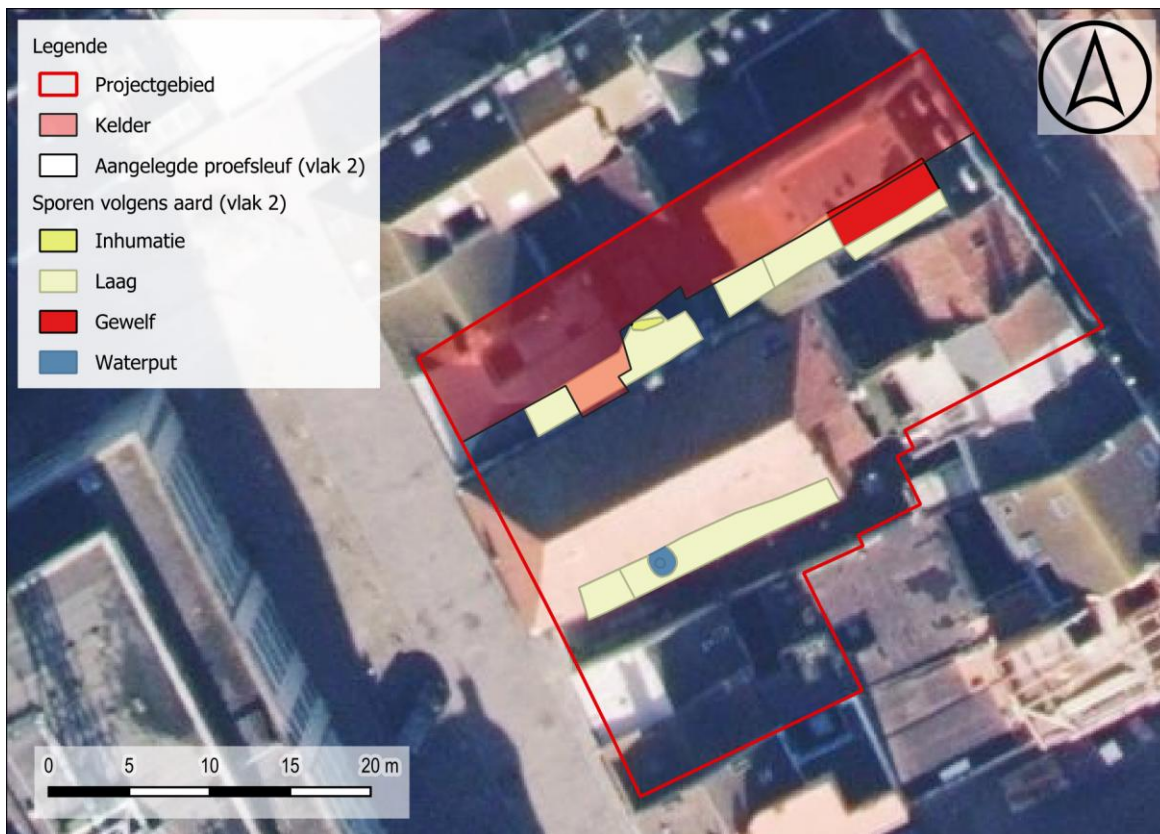 Legende
Projectgebied
Kelder
Aangelegde proefsleuf (vlak 2)
Sporen volgens aard (vlak 2)
Inhumatie
Laag
Gewelf
Waterput
0 5 10 15 20 m